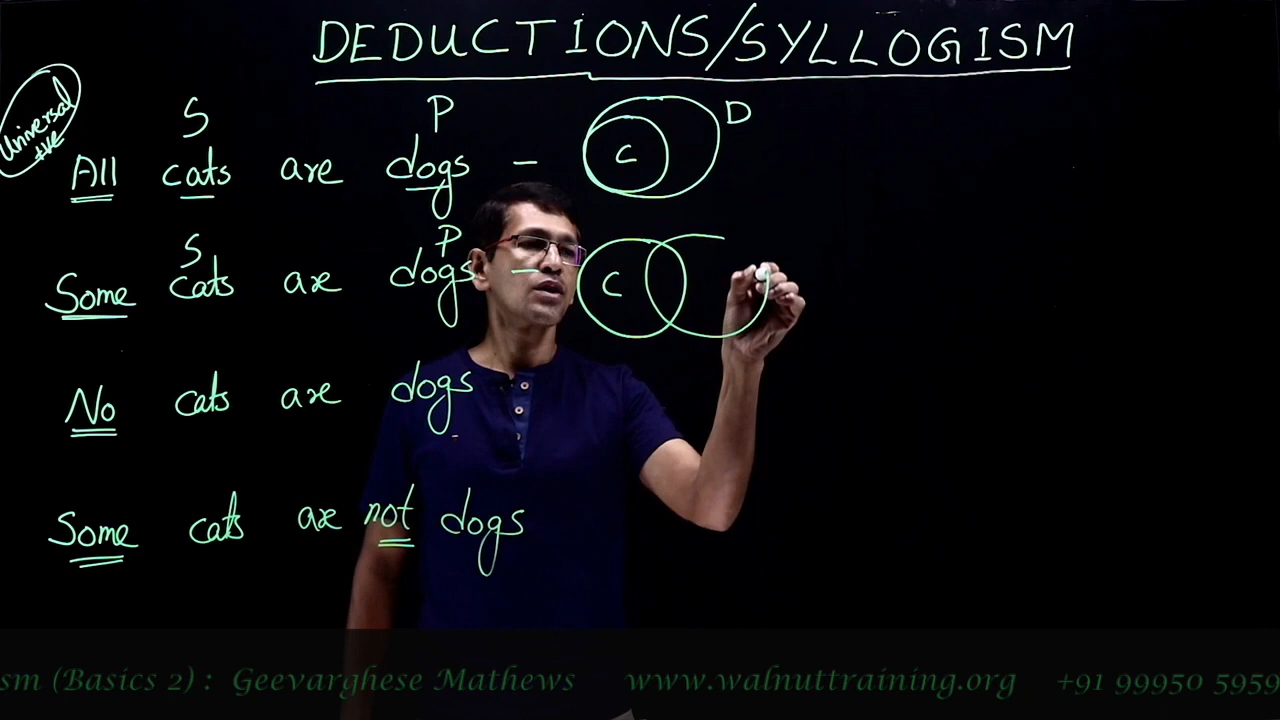 DEDUCTIONS/SYLLOGISM
Universal
+ve
S P
All cats are dogs – C D
S P
Some cats are dogs – C
No cats are dogs
Some cats are not dogs
sm (Basics 2) : Geevarghese Mathews www.walnuttraining.org +91 99950 5959